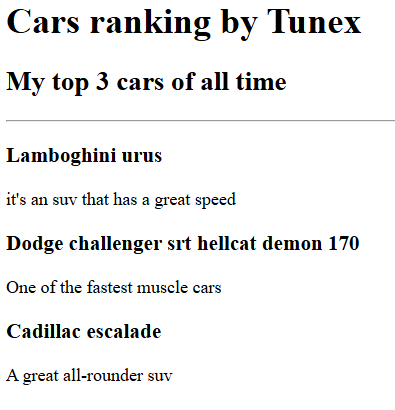 Cars ranking by Tunex
My top 3 cars of all time
Lamboghini urus
it's an suv that has a great speed
Dodge challenger srt hellcat demon 170
One of the fastest muscle cars
Cadillac escalade
A great all-rounder suv